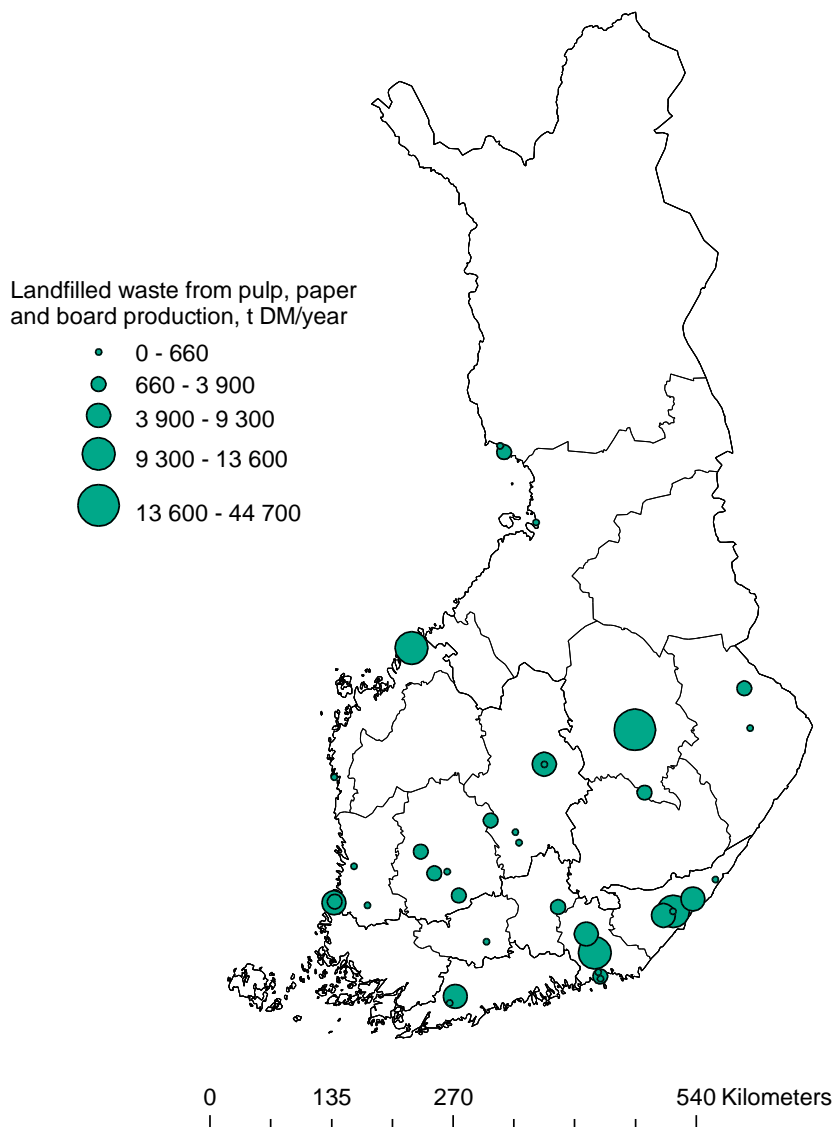 Landfilled waste from pulp, paper
and board production, t DM/year
0 - 660
660 - 3 900
3 900 - 9 300
9 300 - 13 600
13 600 - 44 700
0 135 270 540 Kilometers